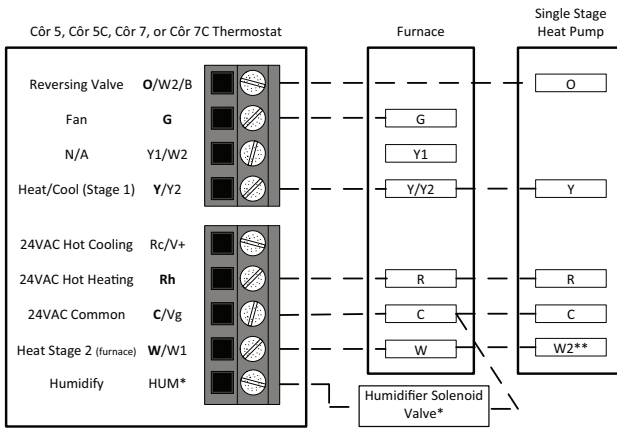 Côr 5, Côr 5C, Côr 7, or Côr 7C Thermostat
Furnace
Single Stage
Heat Pump
Reversing Valve O/W2/B
O
Fan G
G
N/A Y1/W2
Y1
Heat/Cool (Stage 1) Y/Y2
Y/Y2
Y
24VAC Hot Cooling Rc/V+
24VAC Hot Heating Rh
R
R
24VAC Common C/Vg
C
C
Heat Stage 2 (furnace) W/W1
W
W2**
Humidify HUM*
Humidifier Solenoid
Valve*